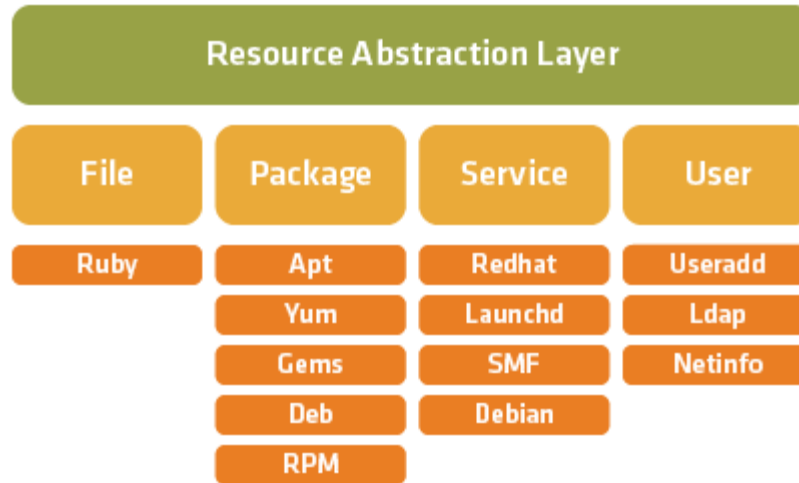 Resource Abstraction Layer
File Package Service User
Ruby Apt Redhat Useradd
Yum Launchd Ldap
Gems SMF Netinfo
Deb Debian
RPM